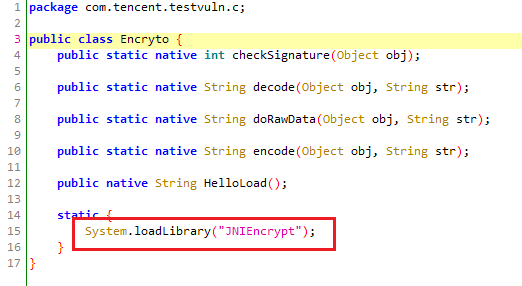 1 package com.tencent.testvuln.c;
2
3 public class Encryto {
4 public static native int checkSignature(Object obj);
5
6 public static native String decode(Object obj, String str);
7
8 public static native String doRawData(Object obj, String str);
9
10 public static native String encode(Object obj, String str);
11
12 public native String HelloLoad();
13
14 static {
15 System.loadLibrary("JNIEncrypt");
16 }
17 }